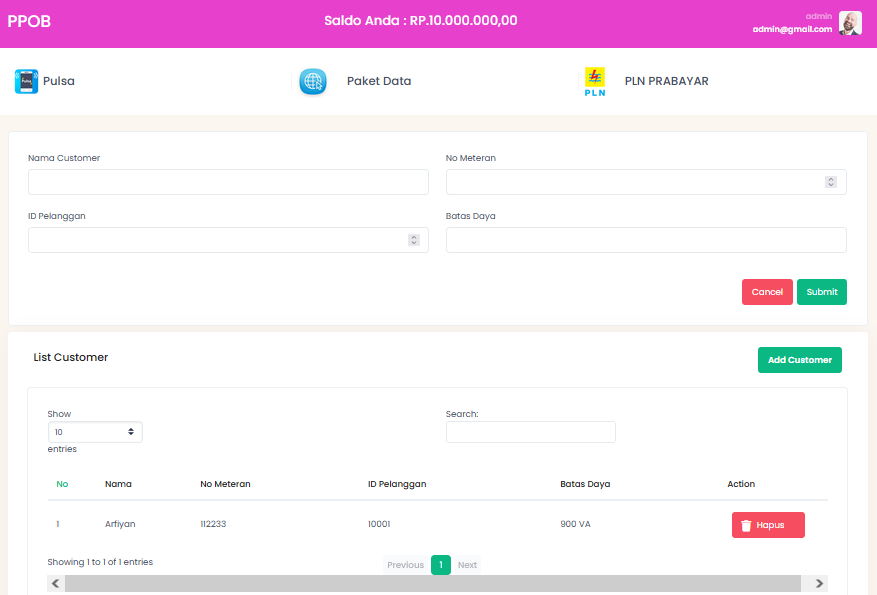 PPOB
Saldo Anda : RP.10.000.000,00
admin
admin@gmail.com
Pulsa
Pulsa
Paket Data
PLN
PLN PRABAYAR
Nama Customer
No Meteran
ID Pelanggan
Batas Daya
Cancel
Submit
List Customer
Add Customer
Show
10
entries
Search:
No Nama No Meteran ID Pelanggan Batas Daya Action
1 Arfiyan 112233 10001 900 VA Hapus
Showing 1 to 1 of 1 entries
Previous 1 Next